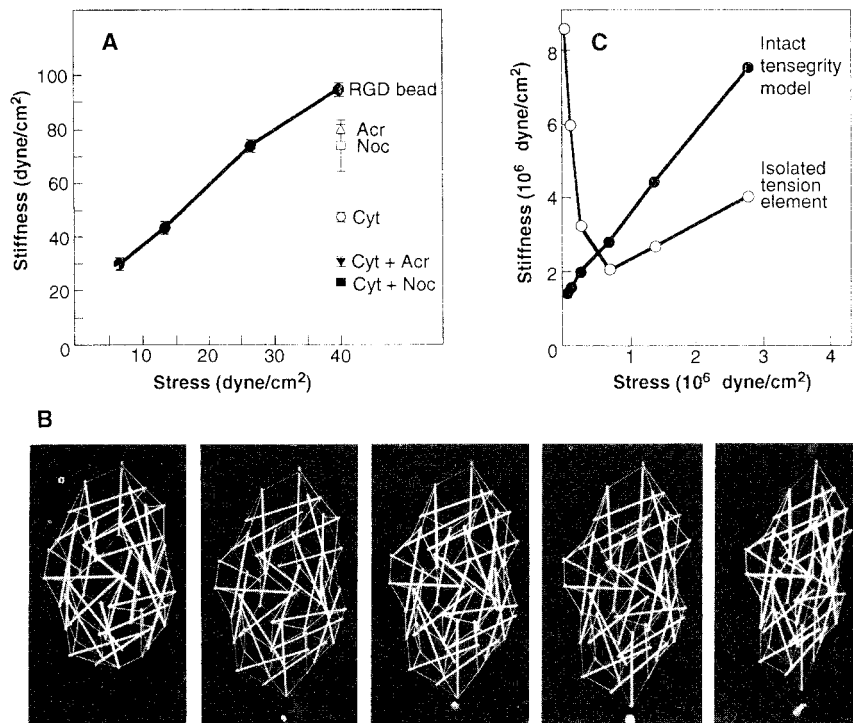 A
Stiffness (dyne/cm²)
100
80
60
40
20
0
10
20
30
40
Stress (dyne/cm²)
RGD bead
Acr
Noc
Cyt
Cyt + Acr
Cyt + Noc
C
Stiffness (10⁶ dyne/cm²)
8
6
4
2
0
1
2
3
4
Stress (10⁶ dyne/cm²)
Intact
tensegrity
model
Isolated
tension
element
B